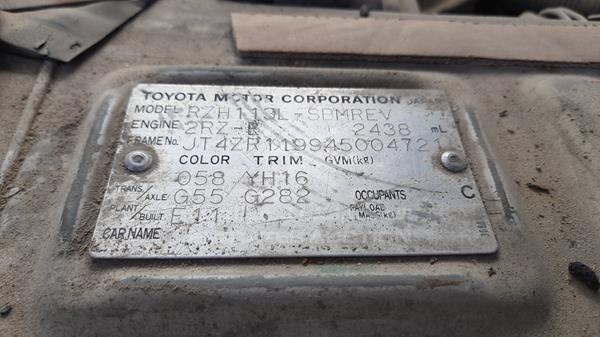 TOYOTA MOTOR CORPORATION JAPAN
MODEL RZH113L-SBMREV
ENGINE 2RZ-E 2438 mL
FRAME No. JT4ZR119945004721
COLOR TRIM GVM(kg)
058 YH16
TRANS/AXLE G55 G282 OCCUPANTS C
PLANT/BUILT E11 PAYLOAD MASS(kg)
CAR NAME